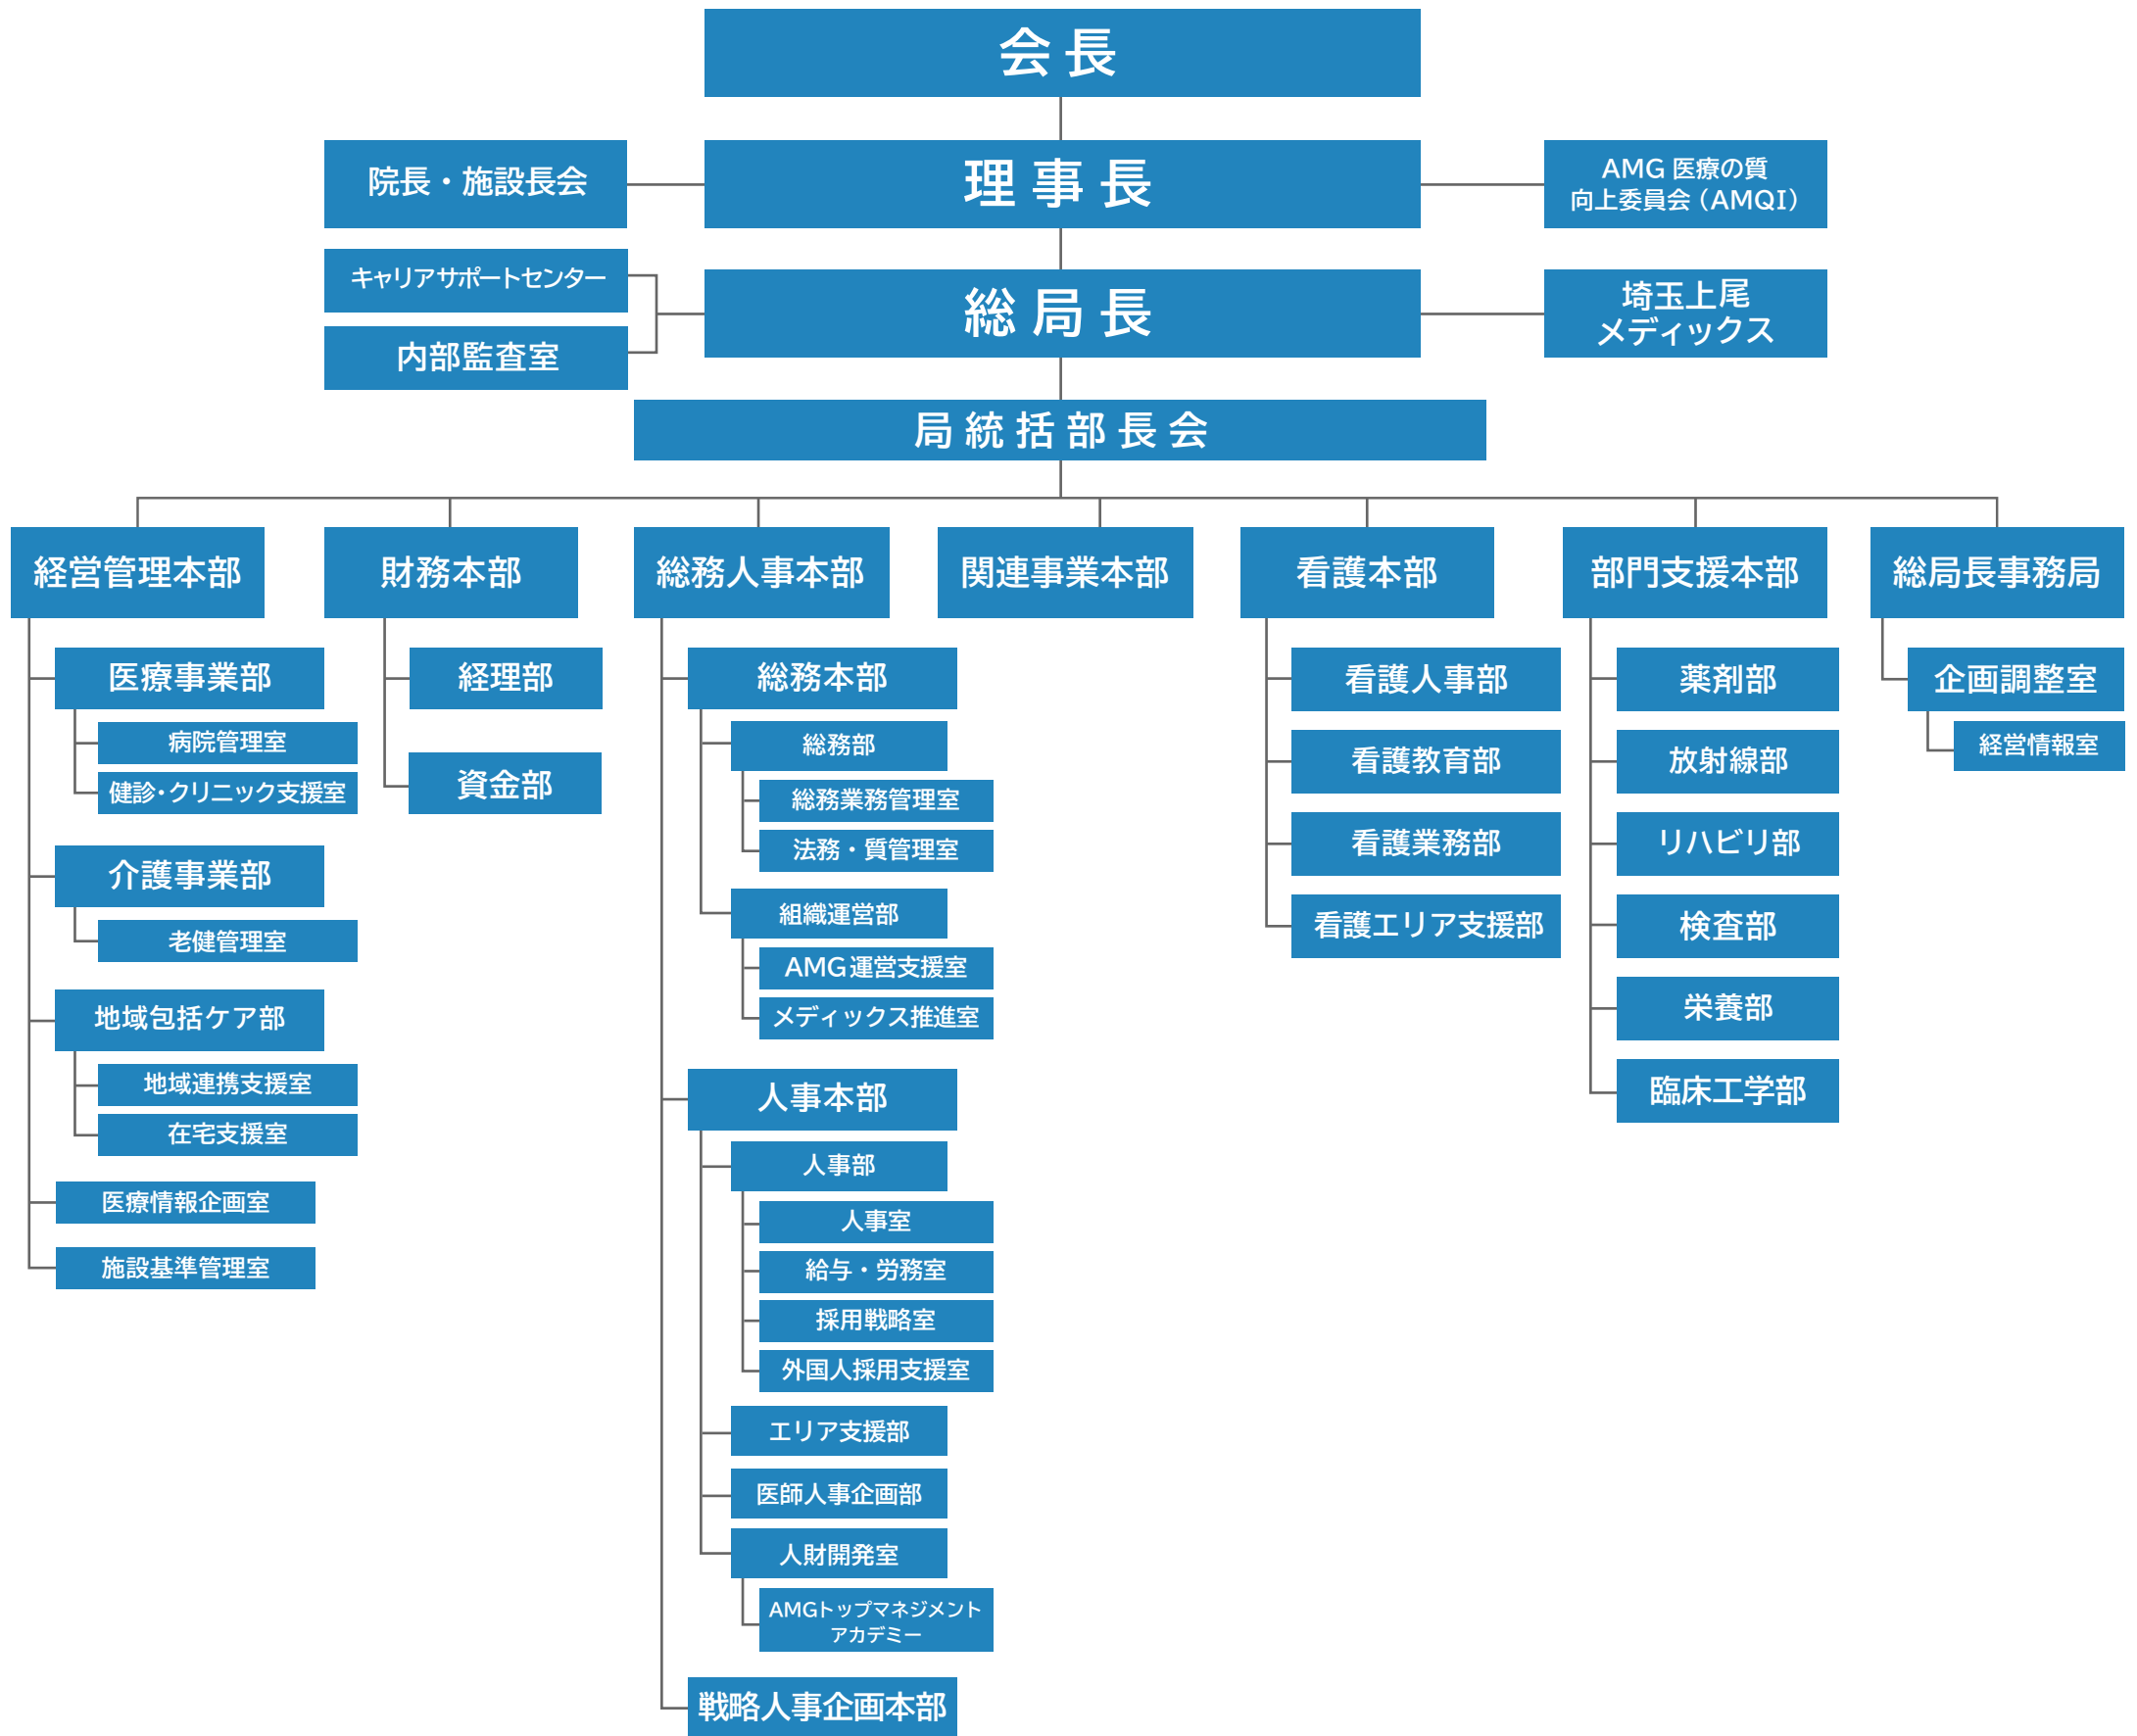 会長
院長・施設長会
理事長
AMG 医療の質
向上委員会（AMQI）
キャリアサポートセンター
内部監査室
総局長
埼玉上尾
メディックス
局統括部長会
経営管理本部
医療事業部
病院管理室
健診・クリニック支援室
介護事業部
老健管理室
地域包括ケア部
地域連携支援室
在宅支援室
医療情報企画室
施設基準管理室
財務本部
経理部
資金部
総務人事本部
総務本部
総務部
総務業務管理室
法務・質管理室
組織運営部
AMG運営支援室
メディックス推進室
人事本部
人事部
人事室
給与・労務室
採用戦略室
外国人採用支援室
エリア支援部
医師人事企画部
人財開発室
AMGトップマネジメント
アカデミー
戦略人事企画本部
関連事業本部
看護本部
看護人事部
看護教育部
看護業務部
看護エリア支援部
部門支援本部
薬剤部
放射線部
リハビリ部
検査部
栄養部
臨床工学部
総局長事務局
企画調整室
経営情報室